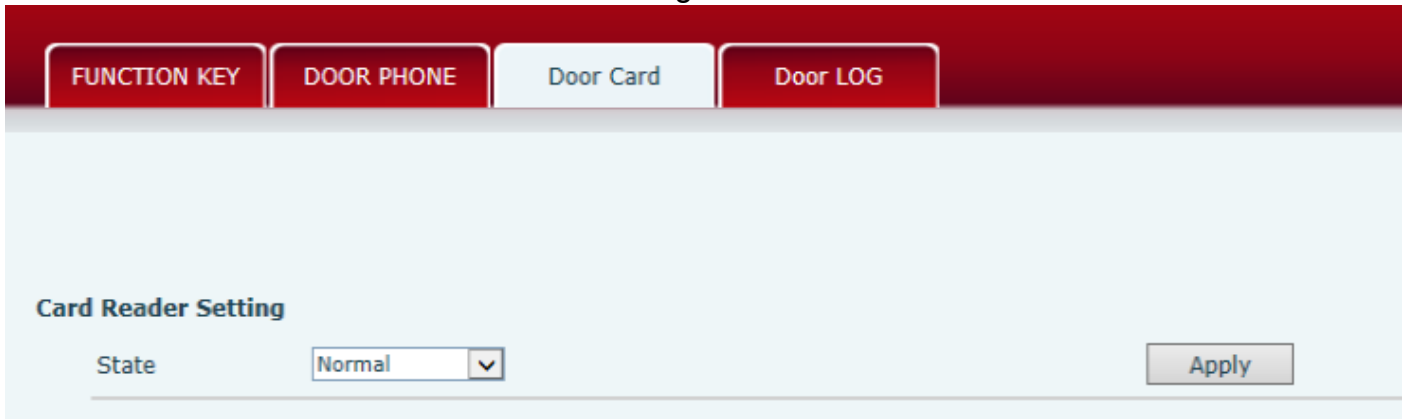 FUNCTION KEY DOOR PHONE Door Card Door LOG
Card Reader Setting
State Normal Apply